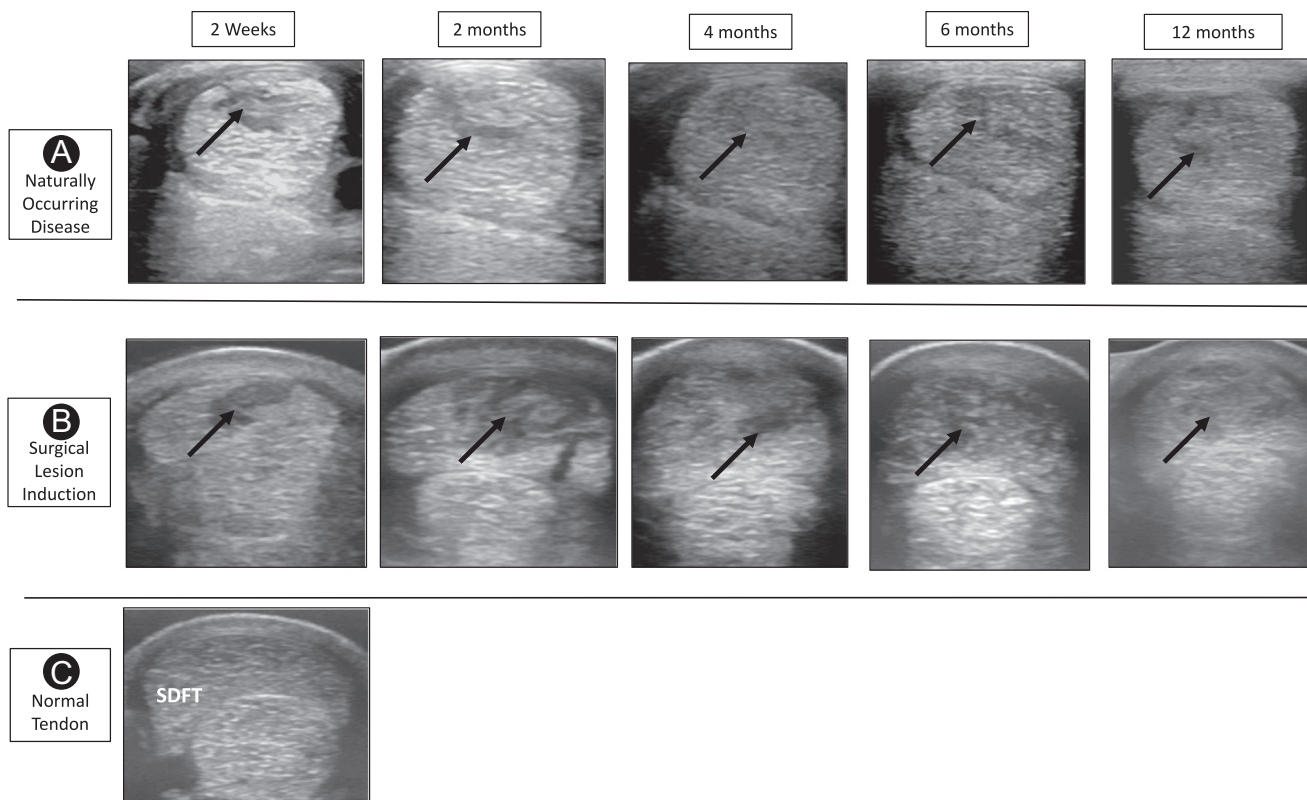 2 Weeks
2 months
4 months
6 months
12 months
A
Naturally
Occurring
Disease
B
Surgical
Lesion
Induction
C
Normal
Tendon
SDFT